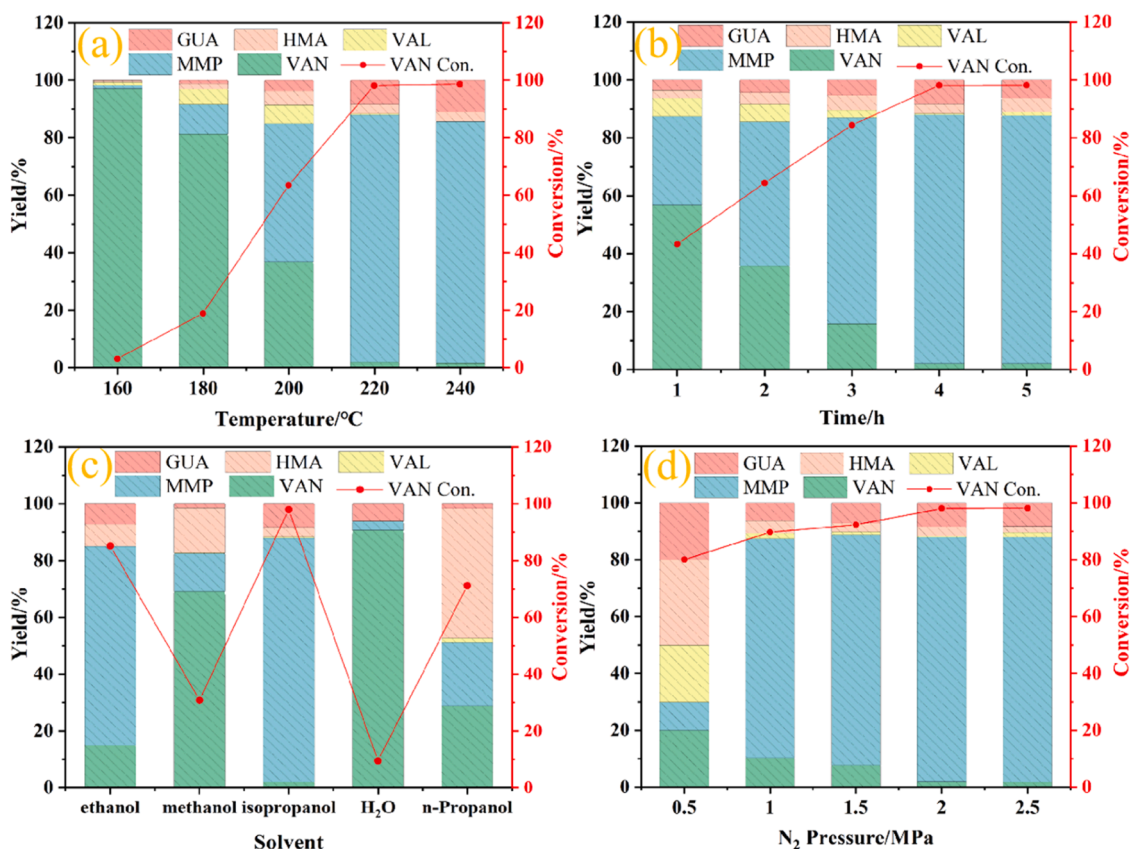 (a)
GUA HMA VAL
MMP VAN VAN Con.
120 100 80 60 40 20 0
Yield/%
120 100 80 60 40 20 0
Conversion/%
160 180 200 220 240
Temperature/°C
(b)
GUA HMA VAL
MMP VAN VAN Con.
120 100 80 60 40 20 0
Yield/%
120 100 80 60 40 20 0
Conversion/%
1 2 3 4 5
Time/h
(c)
GUA HMA VAL
MMP VAN VAN Con.
120 100 80 60 40 20 0
Yield/%
120 100 80 60 40 20 0
Conversion/%
ethanol methanol isopropanol H₂O n-Propanol
Solvent
(d)
GUA HMA VAL
MMP VAN VAN Con.
120 100 80 60 40 20 0
Yield/%
120 100 80 60 40 20 0
Conversion/%
0.5 1 1.5 2 2.5
N₂ Pressure/MPa